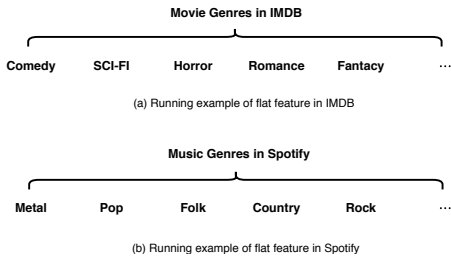 Movie Genres in IMDB
Comedy SCI-FI Horror Romance Fantacy ...
(a) Running example of flat feature in IMDB
Music Genres in Spotify
Metal Pop Folk Country Rock ...
(b) Running example of flat feature in Spotify